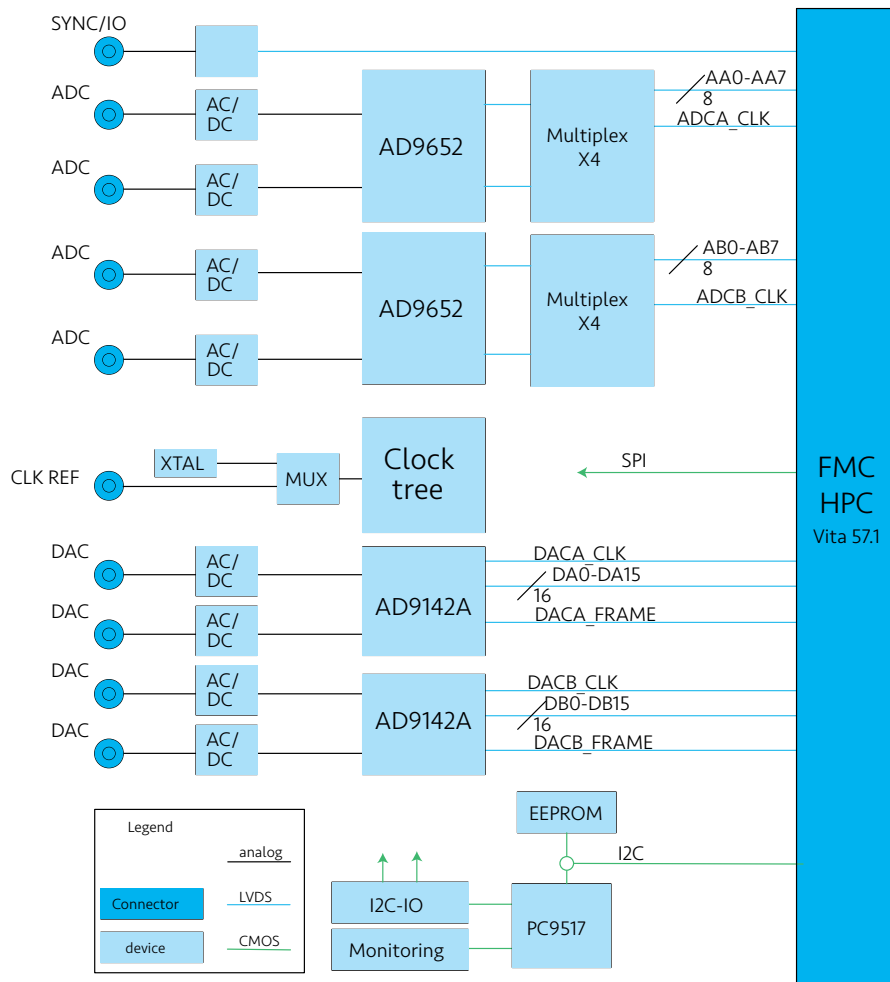 SYNC/IO
ADC
AC/
DC
AA0-AA7
8
ADCA_CLK
AD9652
Multiplex
X4
ADC
AC/
DC
ADC
AC/
DC
AB0-AB7
8
ADCB_CLK
AD9652
Multiplex
X4
ADC
AC/
DC
CLK REF
XTAL
MUX
Clock
tree
SPI
FMC
HPC
Vita 57.1
DAC
AC/
DC
DACA_CLK
DA0-DA15
16
DACA_FRAME
AD9142A
DAC
AC/
DC
DAC
AC/
DC
DACB_CLK
DB0-DB15
16
DACB_FRAME
AD9142A
DAC
AC/
DC
Legend
analog
Connector
LVDS
device
CMOS
EEPROM
I2C
I2C-IO
PC9517
Monitoring